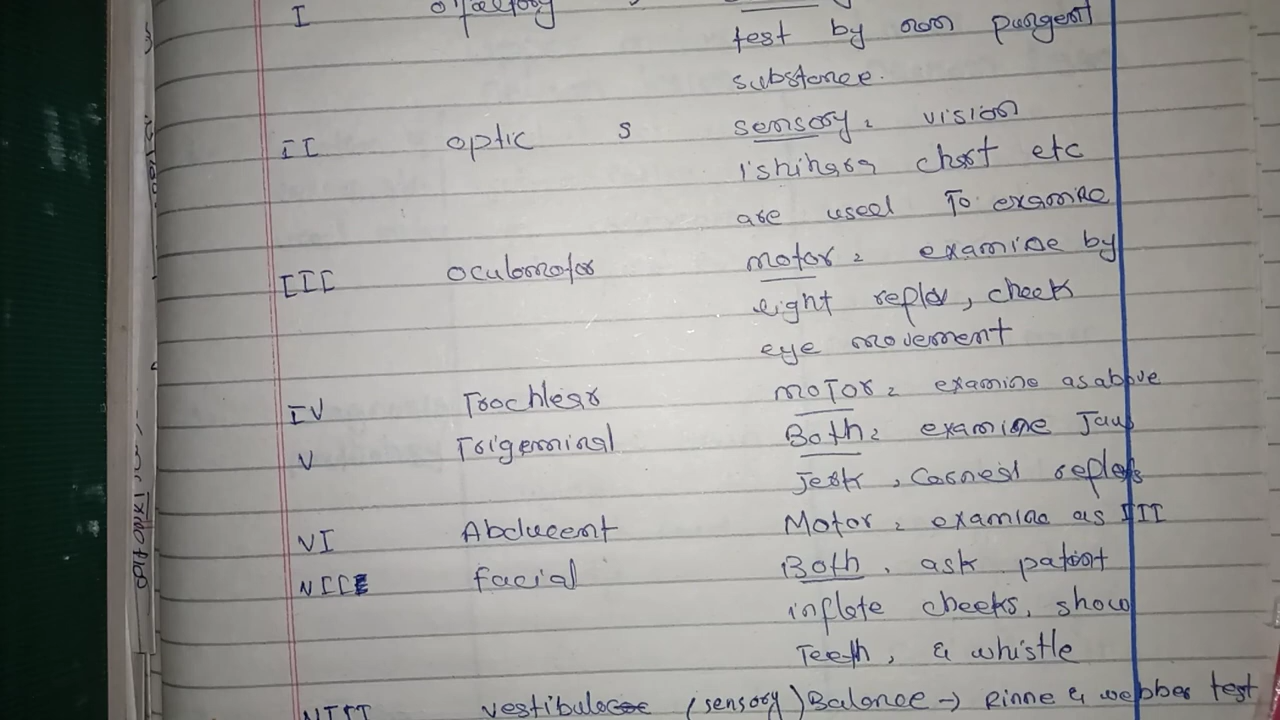 I olfactory
test by non pungent
substance.
II optic S sensory: vision
ishihara chart etc
are used To examine
III oculomotor motor: examine by
light reflex, check
eye movement
IV Trochlear MOTOR: examine as above
V Trigeminal Both: examine Jaw
Jerk, Corneal reflex
VI Abducent Motor: examine as III
VII facial Both, ask patient
inflate cheeks, show
Teeth, & whistle
VIII vestibulo (sensory) Balance → Rinne & webber test